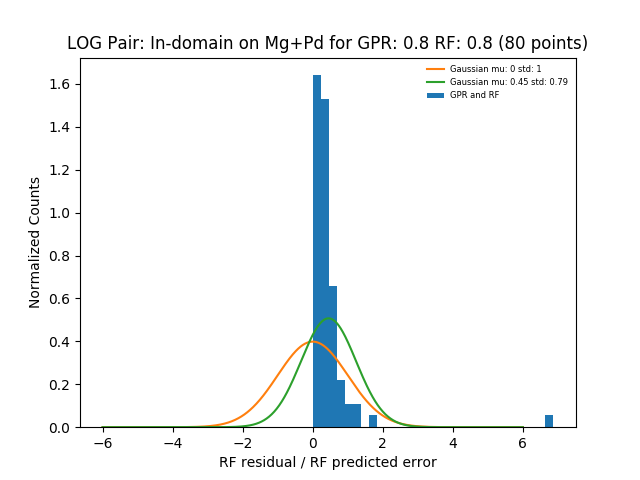 LOG Pair: In-domain on Mg+Pd for GPR: 0.8 RF: 0.8 (80 points)
Gaussian mu: 0 std: 1
Gaussian mu: 0.45 std: 0.79
GPR and RF
Normalized Counts
1.6
1.4
1.2
1.0
0.8
0.6
0.4
0.2
0.0
−6 −4 −2 0 2 4 6
RF residual / RF predicted error